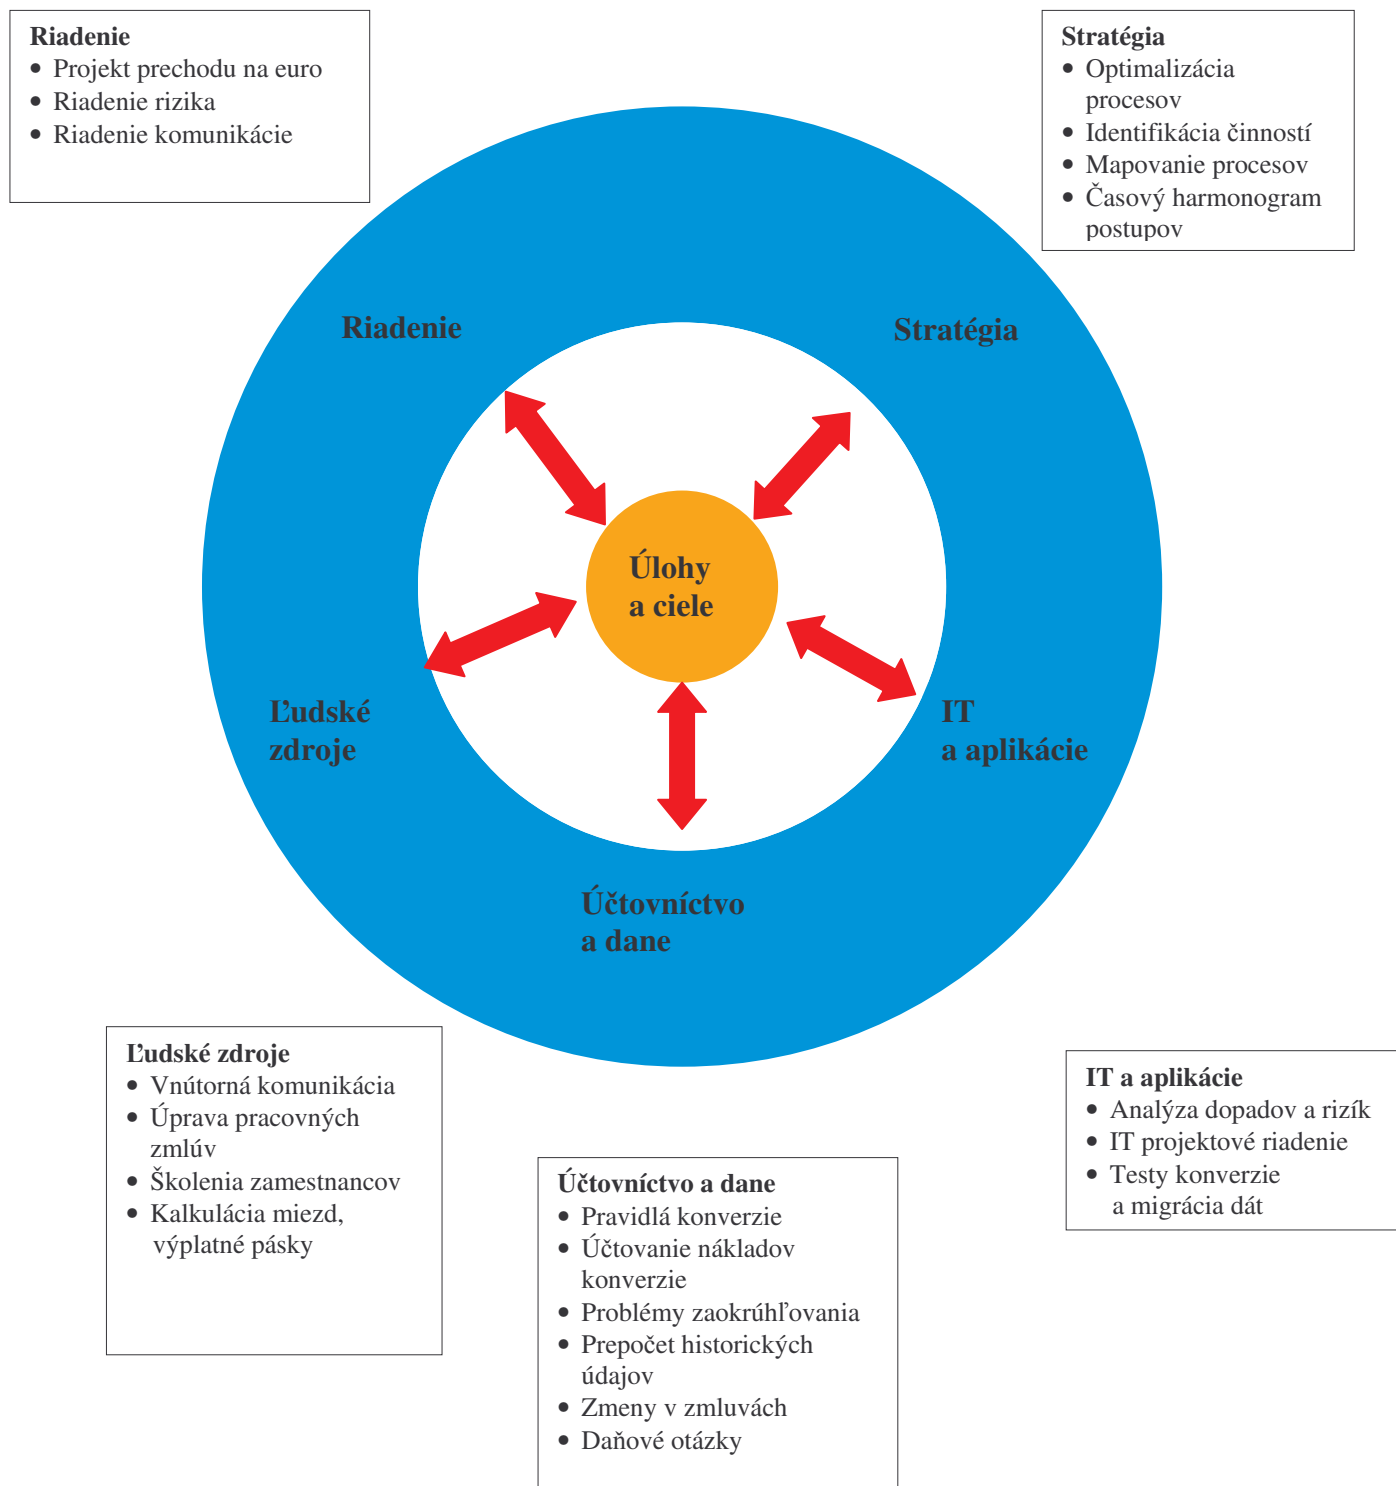 Riadenie
• Projekt prechodu na euro
• Riadenie rizika
• Riadenie komunikácie
Stratégia
• Optimalizácia
procesov
• Identifikácia činností
• Mapovanie procesov
• Časový harmonogram
postupov
Riadenie
Stratégia
Úlohy
a ciele
Ľudské
zdroje
IT
a aplikácie
Účtovníctvo
a dane
Ľudské zdroje
• Vnútorná komunikácia
• Úprava pracovných
zmlúv
• Školenia zamestnancov
• Kalkulácia miezd,
výplatné pásky
Účtovníctvo a dane
• Pravidlá konverzie
• Účtovanie nákladov
konverzie
• Problémy zaokrúhľovania
• Prepočet historických
údajov
• Zmeny v zmluvách
• Daňové otázky
IT a aplikácie
• Analýza dopadov a rizík
• IT projektové riadenie
• Testy konverzie
a migrácia dát